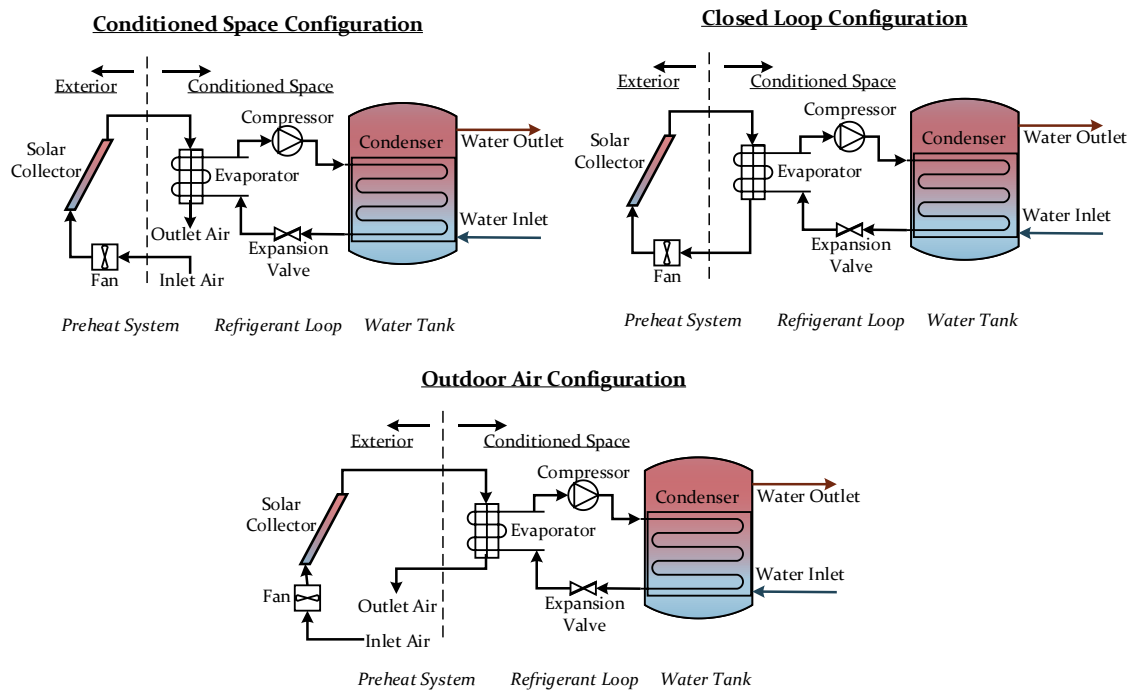 Conditioned Space Configuration
Exterior
Conditioned Space
Solar
Collector
Compressor
Condenser
Water Outlet
Evaporator
Outlet Air
Water Inlet
Expansion
Valve
Fan
Inlet Air
Preheat System
Refrigerant Loop
Water Tank
Closed Loop Configuration
Exterior
Conditioned Space
Solar
Collector
Compressor
Condenser
Water Outlet
Evaporator
Water Inlet
Expansion
Valve
Fan
Preheat System
Refrigerant Loop
Water Tank
Outdoor Air Configuration
Exterior
Conditioned Space
Solar
Collector
Compressor
Condenser
Water Outlet
Evaporator
Water Inlet
Fan
Outlet Air
Expansion
Valve
Inlet Air
Preheat System
Refrigerant Loop
Water Tank